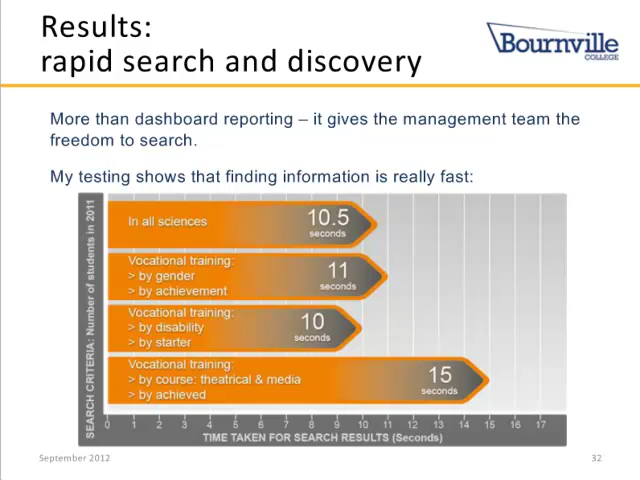 Results:
rapid search and discovery
Bournville
COLLEGE
More than dashboard reporting – it gives the management team the
freedom to search.
My testing shows that finding information is really fast:
SEARCH CRITERIA: Number of students in 2011
In all sciences
10.5
seconds
Vocational training:
> by gender
> by achievement
11
seconds
Vocational training:
> by disability
> by starter
10
seconds
Vocational training:
> by course: theatrical & media
> by achieved
15
seconds
0 1 2 3 4 5 6 7 8 9 10 11 12 13 14 15 16 17
TIME TAKEN FOR SEARCH RESULTS (Seconds)
September 2012
32